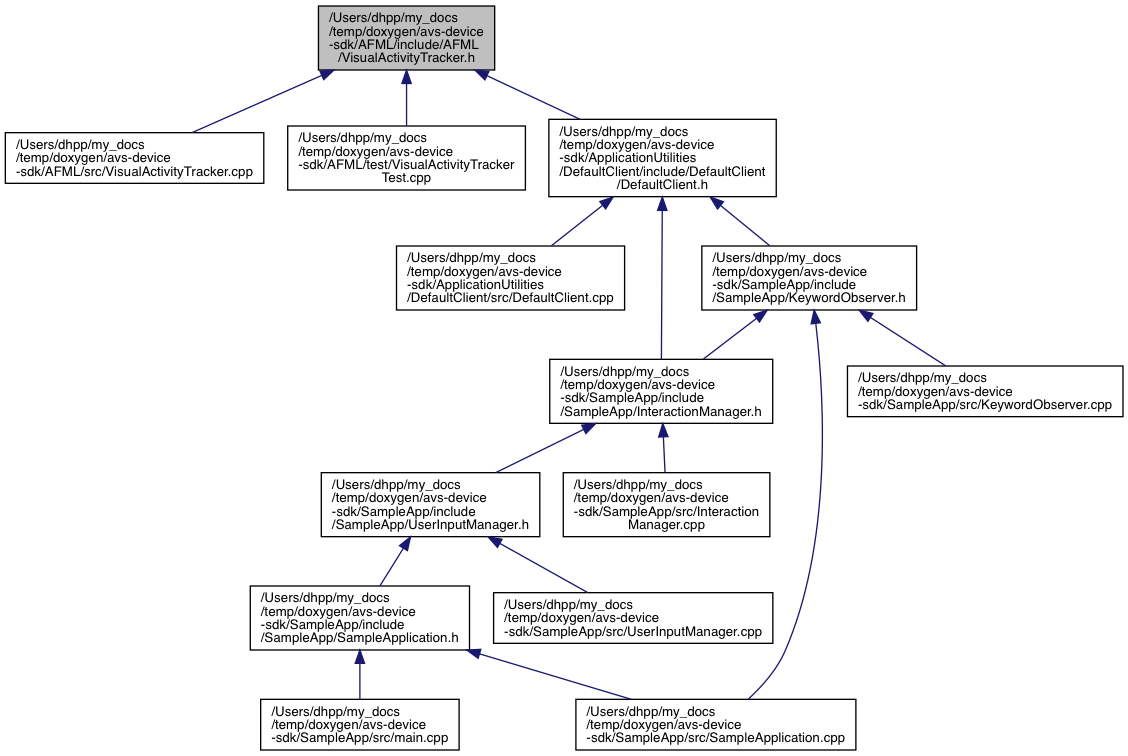 /Users/dhpp/my_docs
/temp/doxygen/avs-device
-sdk/AFML/include/AFML
/VisualActivityTracker.h
/Users/dhpp/my_docs
/temp/doxygen/avs-device
-sdk/AFML/src/VisualActivityTracker.cpp
/Users/dhpp/my_docs
/temp/doxygen/avs-device
-sdk/AFML/test/VisualActivityTracker
Test.cpp
/Users/dhpp/my_docs
/temp/doxygen/avs-device
-sdk/ApplicationUtilities
/DefaultClient/include/DefaultClient
/DefaultClient.h
/Users/dhpp/my_docs
/temp/doxygen/avs-device
-sdk/ApplicationUtilities
/DefaultClient/src/DefaultClient.cpp
/Users/dhpp/my_docs
/temp/doxygen/avs-device
-sdk/SampleApp/include
/SampleApp/KeywordObserver.h
/Users/dhpp/my_docs
/temp/doxygen/avs-device
-sdk/SampleApp/include
/SampleApp/InteractionManager.h
/Users/dhpp/my_docs
/temp/doxygen/avs-device
-sdk/SampleApp/src/KeywordObserver.cpp
/Users/dhpp/my_docs
/temp/doxygen/avs-device
-sdk/SampleApp/include
/SampleApp/UserInputManager.h
/Users/dhpp/my_docs
/temp/doxygen/avs-device
-sdk/SampleApp/src/Interaction
Manager.cpp
/Users/dhpp/my_docs
/temp/doxygen/avs-device
-sdk/SampleApp/include
/SampleApp/SampleApplication.h
/Users/dhpp/my_docs
/temp/doxygen/avs-device
-sdk/SampleApp/src/UserInputManager.cpp
/Users/dhpp/my_docs
/temp/doxygen/avs-device
-sdk/SampleApp/src/main.cpp
/Users/dhpp/my_docs
/temp/doxygen/avs-device
-sdk/SampleApp/src/SampleApplication.cpp